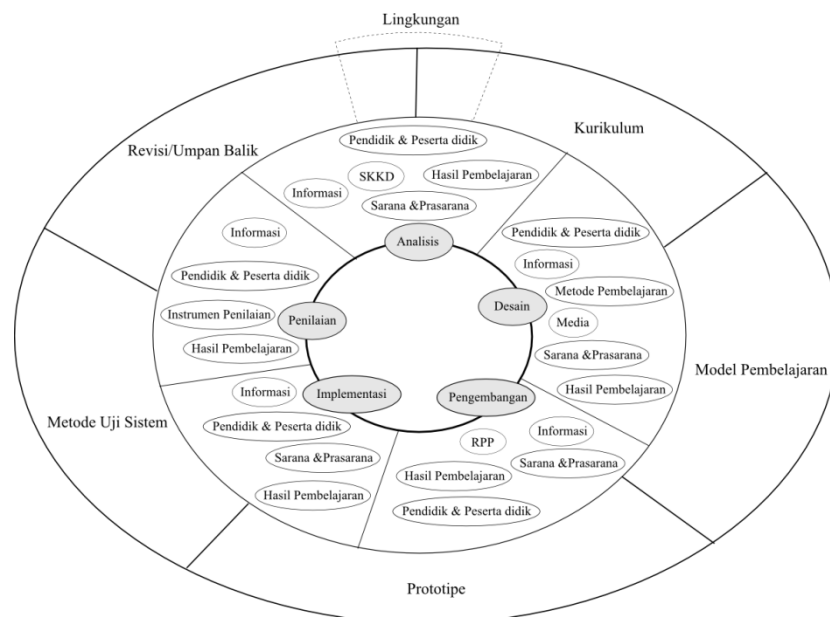 Lingkungan
Kurikulum
Revisi/Umpan Balik
Pendidik & Peserta didik
SKKD
Hasil Pembelajaran
Informasi
Sarana &Prasarana
Analisis
Pendidik & Peserta didik
Informasi
Metode Pembelajaran
Desain
Media
Sarana &Prasarana
Hasil Pembelajaran
Model Pembelajaran
Pengembangan
RPP
Informasi
Sarana &Prasarana
Hasil Pembelajaran
Pendidik & Peserta didik
Prototipe
Implementasi
Informasi
Pendidik & Peserta didik
Sarana &Prasarana
Hasil Pembelajaran
Metode Uji Sistem
Informasi
Pendidik & Peserta didik
Instrumen Penilaian
Penilaian
Hasil Pembelajaran